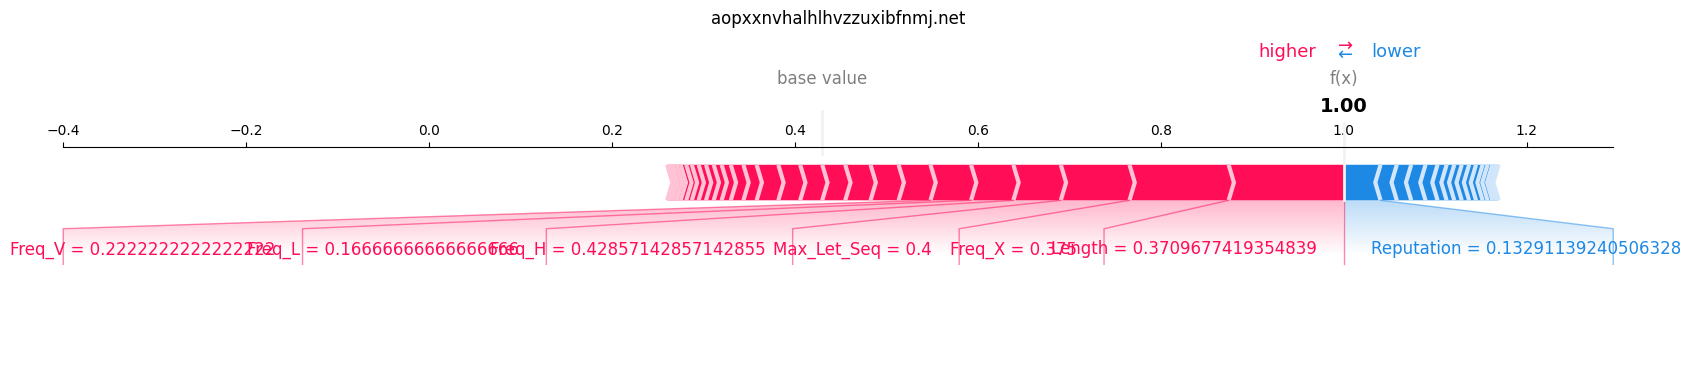 aopxxnvhalhlhvzzuxibfnmj.net
higher ⇄ lower
base value f(x)
1.00
−0.4 −0.2 0.0 0.2 0.4 0.6 0.8 1.0 1.2
Freq_V = 0.2222222222222222 Freq_L = 0.16666666666666666 Freq_H = 0.42857142857142855 Max_Let_Seq = 0.4 Freq_X = 0.375 Length = 0.3709677419354839 Reputation = 0.13291139240506328